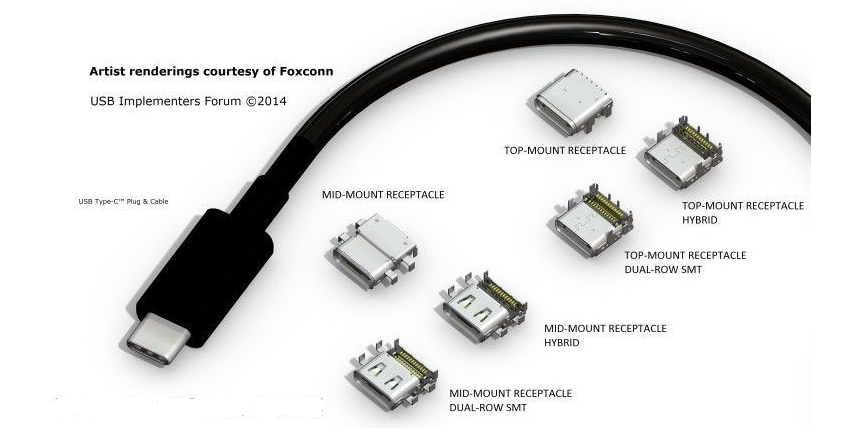 Artist renderings courtesy of Foxconn
USB Implementers Forum ©2014
USB Type-C™ Plug & Cable
TOP-MOUNT RECEPTACLE
TOP-MOUNT RECEPTACLE
HYBRID
MID-MOUNT RECEPTACLE
TOP-MOUNT RECEPTACLE
DUAL-ROW SMT
MID-MOUNT RECEPTACLE
HYBRID
MID-MOUNT RECEPTACLE
DUAL-ROW SMT